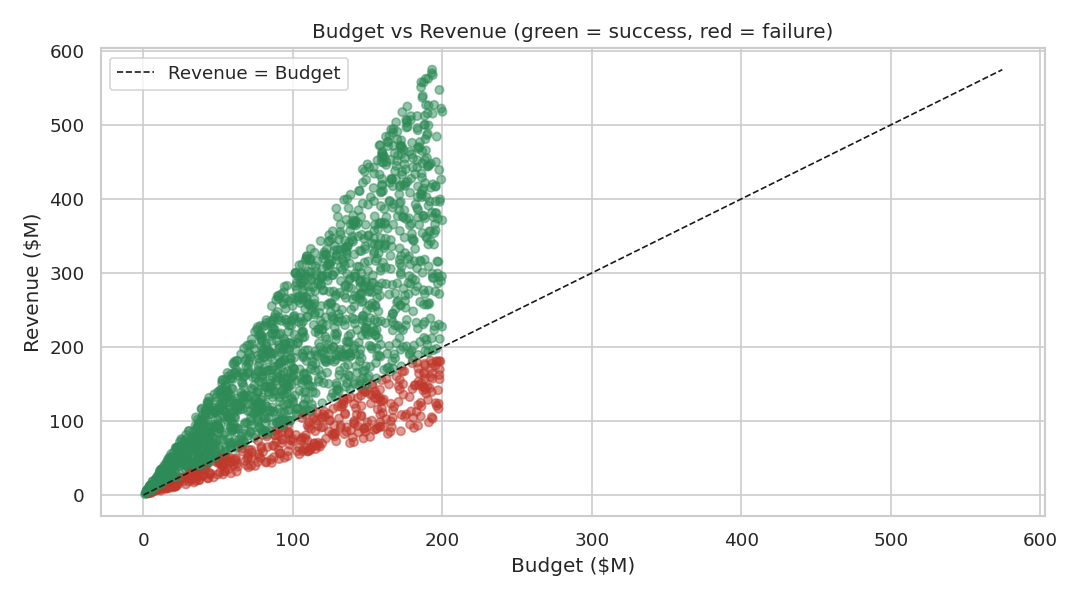 Budget vs Revenue (green = success, red = failure)
Revenue = Budget
Revenue ($M)
600
500
400
300
200
100
0
0 100 200 300 400 500 600
Budget ($M)